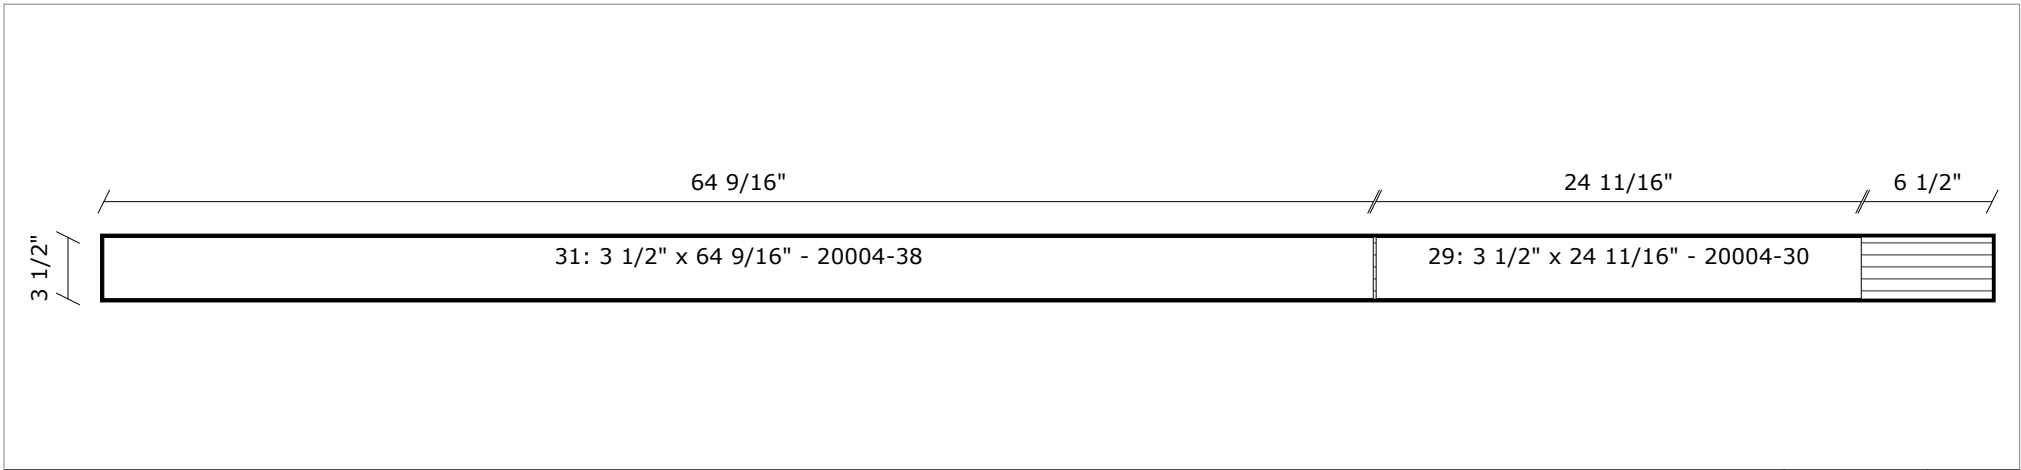 64 9/16"
24 11/16"
6 1/2"
3 1/2"
31: 3 1/2" x 64 9/16" - 20004-38
29: 3 1/2" x 24 11/16" - 20004-30